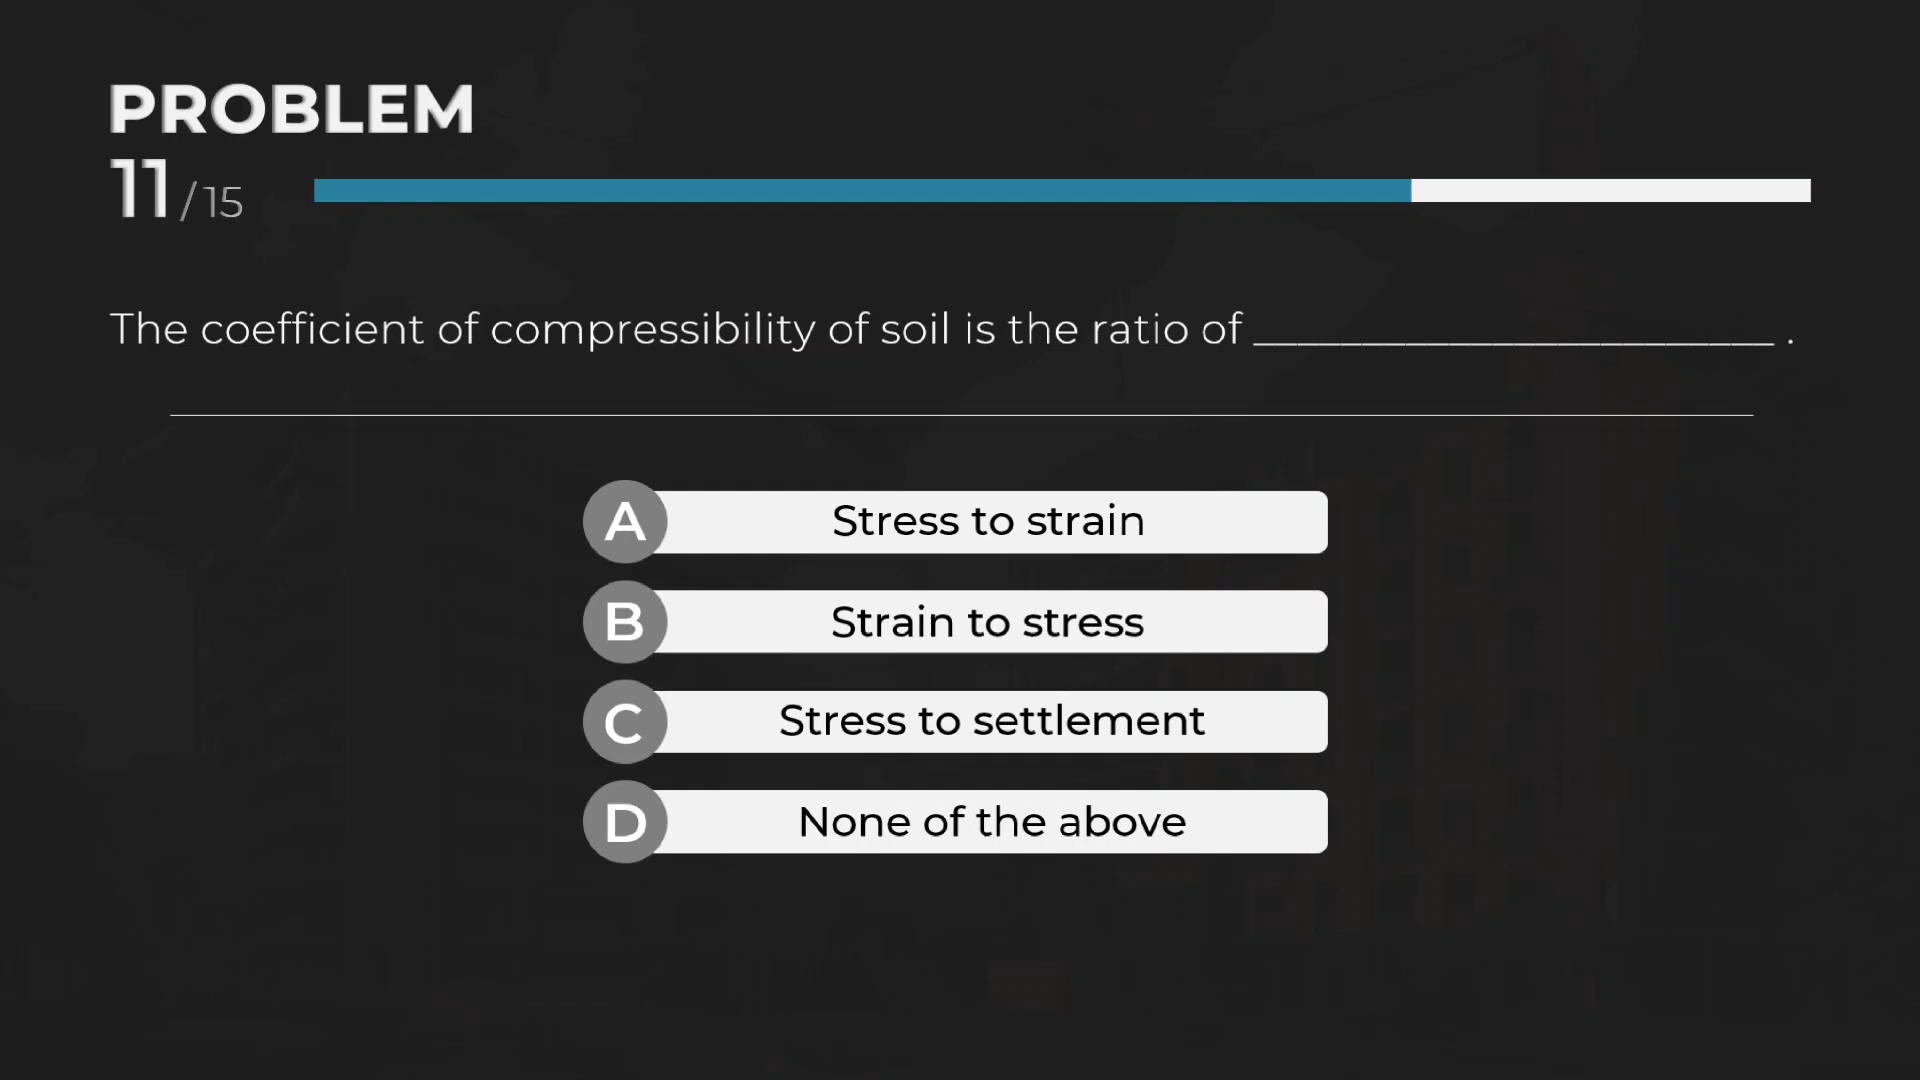 PROBLEM
11/15
The coefficient of compressibility of soil is the ratio of ________________________ .
A Stress to strain
B Strain to stress
C Stress to settlement
D None of the above